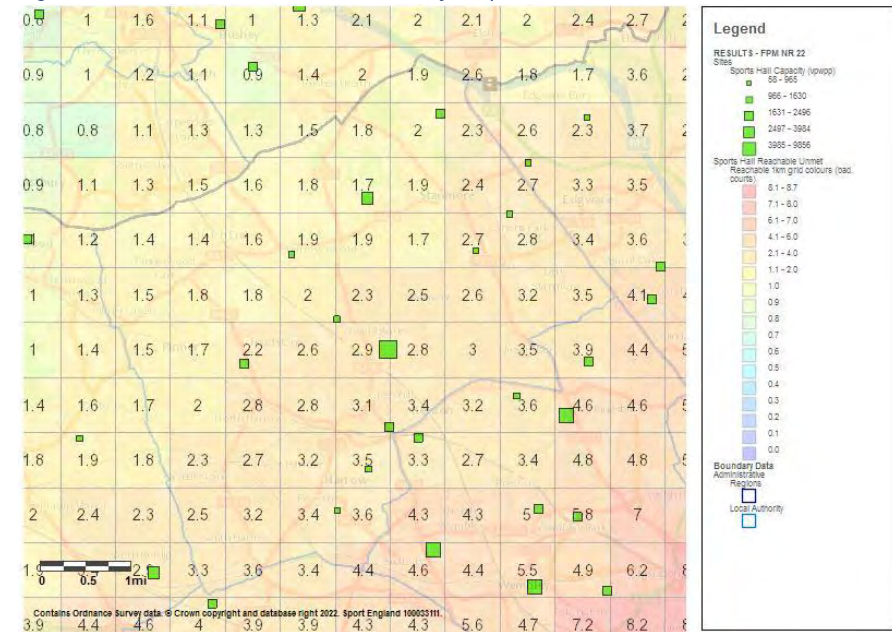 0.6 1 1.6 1.1 1 1.3 2.1 2 2.1 2 2.4 2.7
0.9 1 1.2 1.1 0.9 1.4 2 1.9 2.6 1.8 1.7 3.6
0.8 0.8 1.1 1.3 1.3 1.5 1.8 2 2.3 2.6 2.3 3.7
0.9 1.1 1.3 1.5 1.6 1.8 1.7 1.9 2.4 2.7 3.3 3.5
1.2 1.4 1.4 1.6 1.9 1.9 1.7 2.7 2.8 3.4 3.6
1 1.3 1.5 1.8 1.8 2 2.3 2.5 2.6 3.2 3.5 4.1
1 1.4 1.5 1.7 2.2 2.6 2.9 2.8 3 3.5 3.9 4.4
1.4 1.6 1.7 2 2.8 2.8 3.1 3.4 3.2 3.6 4.6 4.6
1.8 1.9 1.8 2.3 2.7 3.2 3.5 3.3 2.7 3.4 4.8 4.8
2 2.4 2.3 2.5 3.2 3.4 3.6 4.3 4.3 5 5.8 7
3.3 3.6 3.4 4.4 4.6 4.4 5.5 4.9 6.2
0 0.5 1mi
Contains Ordnance Survey data. © Crown copyright and database right 2022. Sport England 100033111.
3.9 4.4 4.6 4 3.9 3.9 4.3 4.3 5.6 4.7 7.2 8.2
Legend
RESULTS - FPM NR 22
Sites
Sports Hall Capacity (vpwpp)
58 - 965
966 - 1630
1631 - 2496
2497 - 3984
3985 - 9856
Sports Hall Reachable Unmet
Reachable 1km grid colours (bad.
courts)
8.1 - 8.7
7.1 - 8.0
6.1 - 7.0
4.1 - 6.0
2.1 - 4.0
1.1 - 2.0
1.0
0.9
0.8
0.7
0.6
0.5
0.4
0.3
0.2
0.1
0.0
Boundary Data
Administrative
Regions
Local Authority